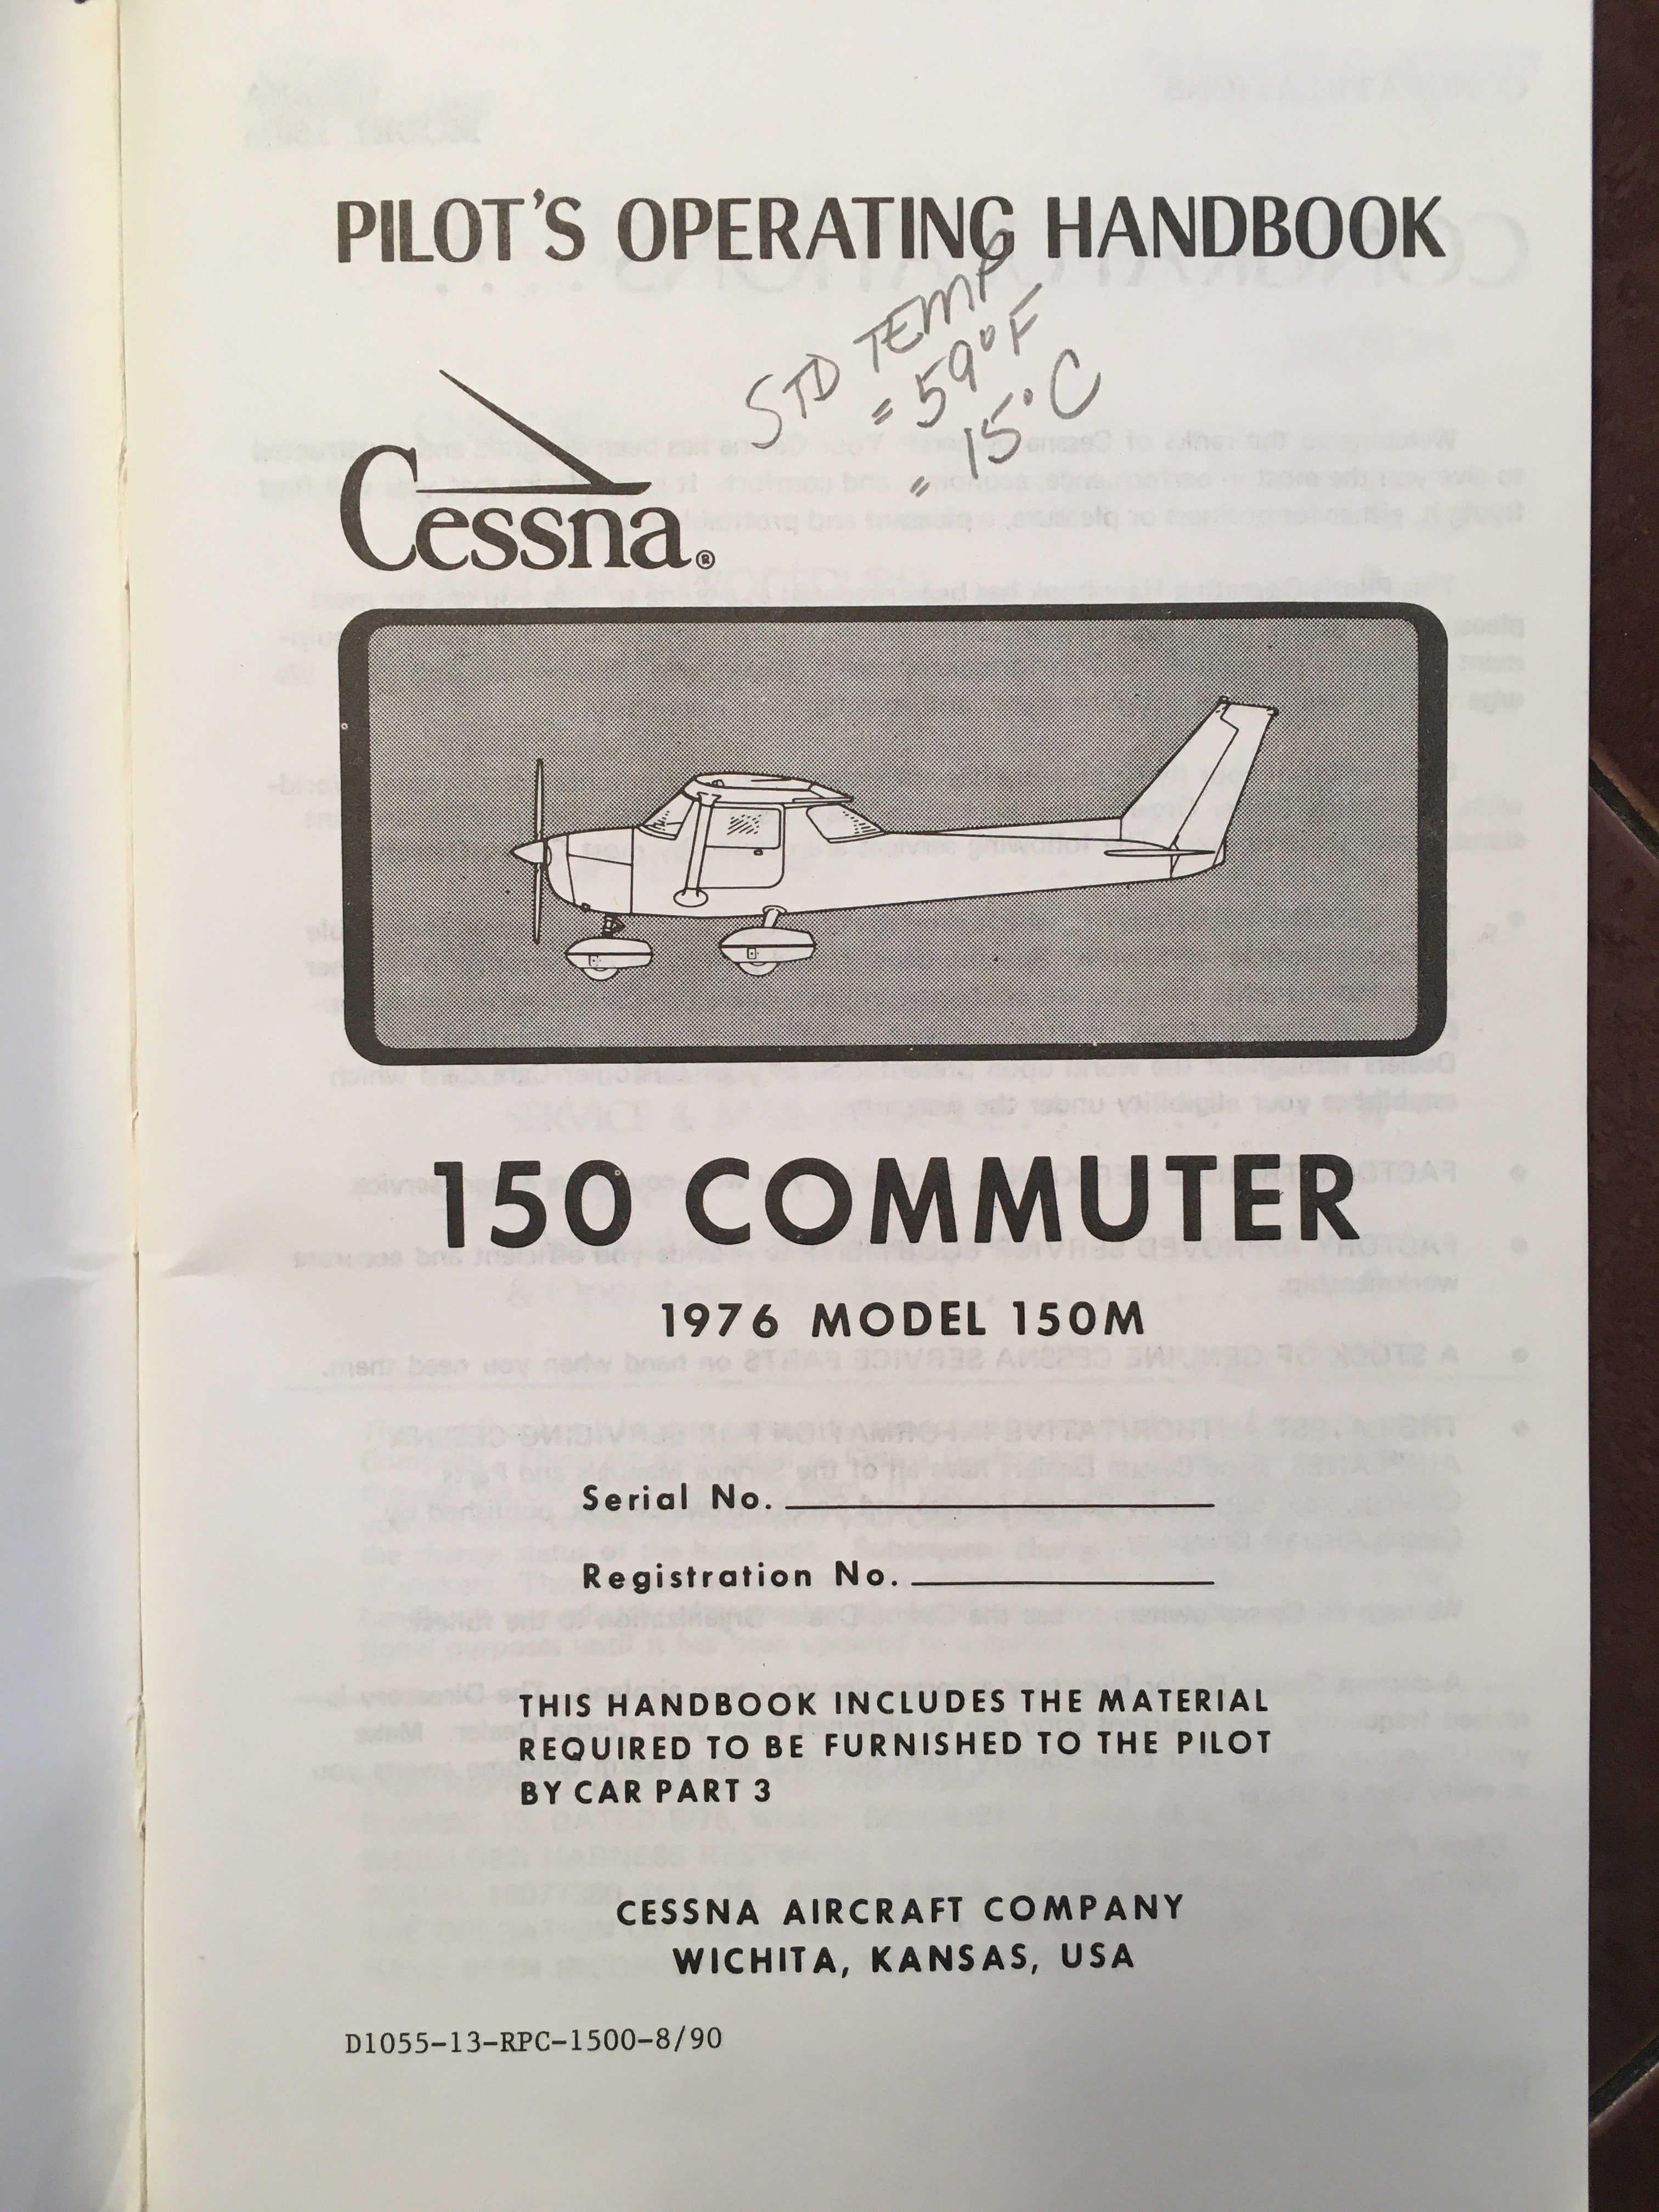 PILOT'S OPERATING HANDBOOK
STD TEMP
= 59°F
= 15°C
Cessna®
150 COMMUTER
1976 MODEL 150M
Serial No.
Registration No.
THIS HANDBOOK INCLUDES THE MATERIAL
REQUIRED TO BE FURNISHED TO THE PILOT
BY CAR PART 3
CESSNA AIRCRAFT COMPANY
WICHITA, KANSAS, USA
D1055-13-RPC-1500-8/90